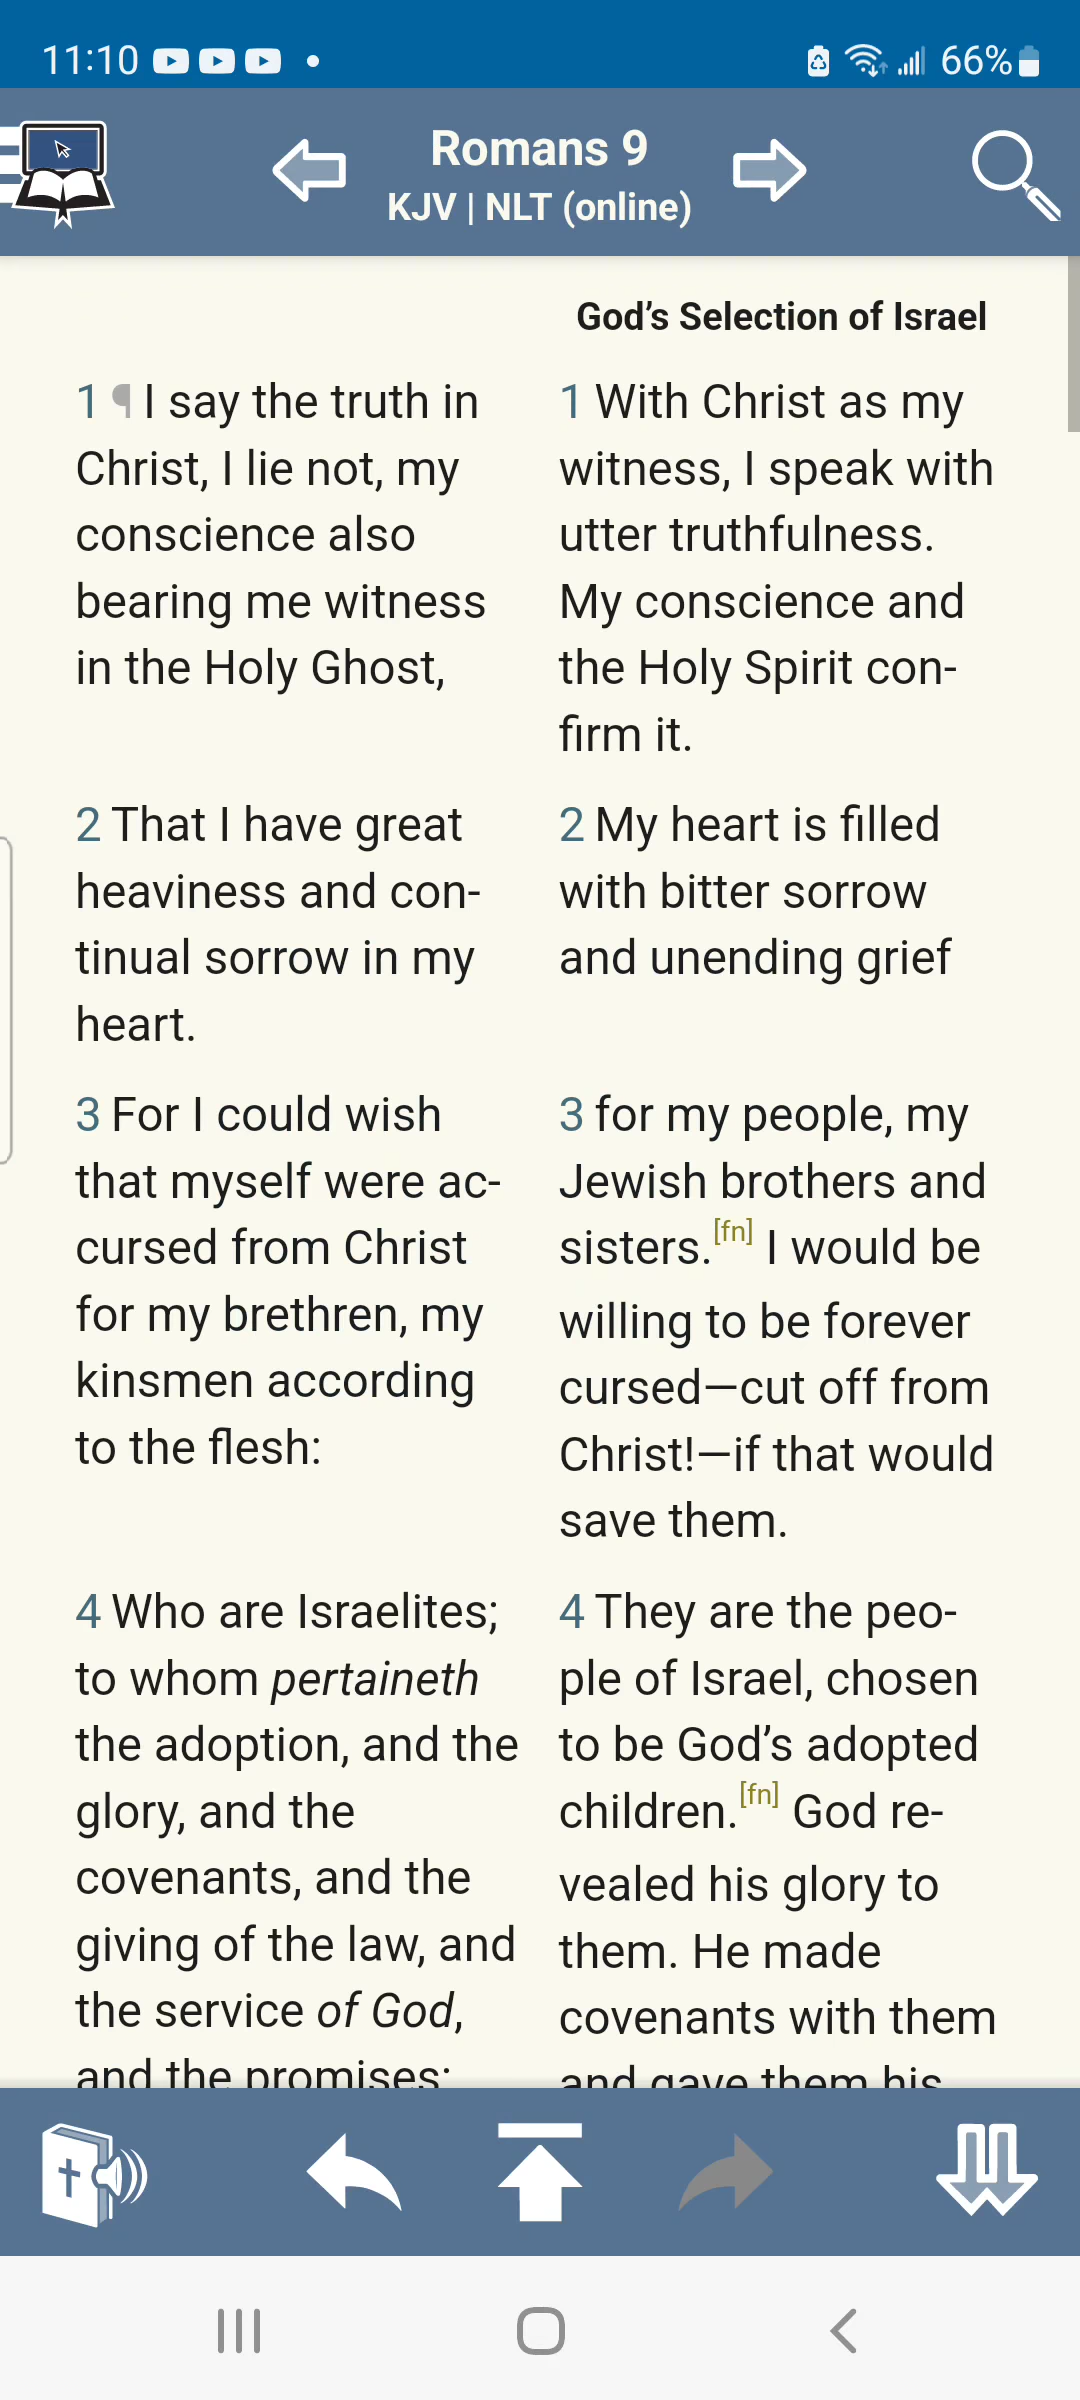 11:10
66%
Romans 9
KJV | NLT (online)
God’s Selection of Israel
1 ¶ I say the truth in
Christ, I lie not, my
conscience also
bearing me witness
in the Holy Ghost,
1 With Christ as my
witness, I speak with
utter truthfulness.
My conscience and
the Holy Spirit con-
firm it.
2 That I have great
heaviness and con-
tinual sorrow in my
heart.
2 My heart is filled
with bitter sorrow
and unending grief
3 For I could wish
that myself were ac-
cursed from Christ
for my brethren, my
kinsmen according
to the flesh:
3 for my people, my
Jewish brothers and
sisters.[fn] I would be
willing to be forever
cursed—cut off from
Christ!—if that would
save them.
4 Who are Israelites;
to whom pertaineth
the adoption, and the
glory, and the
covenants, and the
giving of the law, and
the service of God,
and the promises;
4 They are the peo-
ple of Israel, chosen
to be God’s adopted
children.[fn] God re-
vealed his glory to
them. He made
covenants with them
and gave them his